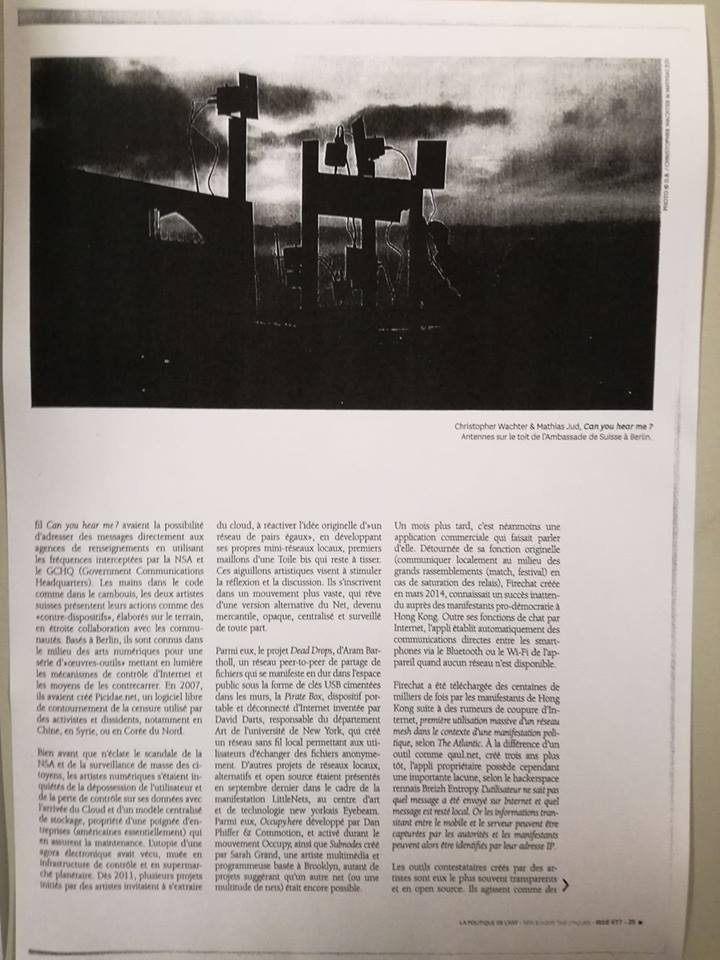 PHOTO © D.R. / CHRISTOPHER WACHTER & MATHIAS JUD
Christopher Wachter & Mathias Jud, Can you hear me ?
Antennes sur le toit de l'Ambassade de Suisse à Berlin.
fil Can you hear me ? avaient la possibilité
d'adresser des messages directement aux
agences de renseignements en utilisant
les fréquences interceptées par la NSA et
le GCHQ (Government Communications
Headquarters). Les mains dans le code
comme dans le cambouis, les deux artistes
suisses présentent leurs actions comme des
«contre-dispositifs», élaborés sur le terrain,
en étroite collaboration avec les commu-
nautés. Basés à Berlin, ils sont connus dans
le milieu des arts numériques pour une
série d'»œuvres-outils» mettant en lumière
les mécanismes de contrôle d'Internet et
les moyens de les contrecarrer. En 2007,
ils avaient créé Picidae.net, un logiciel libre
de contournement de la censure utilisé par
des activistes et dissidents, notamment en
Chine, en Syrie, ou en Corée du Nord.
Bien avant que n'éclate le scandale de la
NSA et de la surveillance de masse des ci-
toyens, les artistes numériques s'étaient in-
quiétés de la dépossession de l'utilisateur et
de la perte de contrôle sur ses données avec
l'arrivée du Cloud et d'un modèle centralisé
de stockage, propriété d'une poignée d'en-
treprises (américaines essentiellement) qui
en assurent la maintenance. L'utopie d'une
agora électronique avait vécu, muée en
infrastructure de contrôle et en supermar-
ché planétaire. Dès 2011, plusieurs projets
initiés par des artistes invitaient à s'extraire
du cloud, à réactiver l'idée originelle d'»un
réseau de pairs égaux», en développant
ses propres mini-réseaux locaux, premiers
maillons d'une Toile bis qui reste à tisser.
Ces aiguillons artistiques visent à stimuler
la réflexion et la discussion. Ils s'inscrivent
dans un mouvement plus vaste, qui rêve
d'une version alternative du Net, devenu
mercantile, opaque, centralisé et surveillé
de toute part.
Parmi eux, le projet Dead Drops, d'Aram Bar-
tholl, un réseau peer-to-peer de partage de
fichiers qui se manifeste en dur dans l'espace
public sous la forme de clés USB cimentées
dans les murs, la Pirate Box, dispositif por-
table et déconnecté d'Internet inventée par
David Darts, responsable du département
Art de l'université de New York, qui créé
un réseau sans fil local permettant aux uti-
lisateurs d'échanger des fichiers anonyme-
ment. D'autres projets de réseaux locaux,
alternatifs et open source étaient présentés
en septembre dernier dans le cadre de la
manifestation LittleNets, au centre d'art
et de technologie new yorkais Eyebeam.
Parmi eux, Occupyhere développé par Dan
Phiffer & Commotion, et activé durant le
mouvement Occupy, ainsi que Subnodes créé
par Sarah Grand, une artiste multimédia et
programmeuse basée à Brooklyn, autant de
projets suggérant qu'un autre net (ou une
multitude de nets) était encore possible.
Un mois plus tard, c'est néanmoins une
application commerciale qui faisait parler
d'elle. Détournée de sa fonction originelle
(communiquer localement au milieu des
grands rassemblements (match, festival) en
cas de saturation des relais), Firechat créée
en mars 2014, connaissait un succès inatten-
du auprès des manifestants pro-démocratie à
Hong Kong. Outre ses fonctions de chat par
Internet, l'appli établit automatiquement des
communications directes entre les smart-
phones via le Bluetooth ou le Wi-Fi de l'ap-
pareil quand aucun réseau n'est disponible.
Firechat a été téléchargée des centaines de
milliers de fois par les manifestants de Hong
Kong suite à des rumeurs de coupure d'In-
ternet, première utilisation massive d'un réseau
mesh dans le contexte d'une manifestation poli-
tique, selon The Atlantic. À la différence d'un
outil comme qaul.net, créé trois ans plus
tôt, l'appli propriétaire possède cependant
une importante lacune, selon le hackerspace
rennais Breizh Entropy. L'utilisateur ne sait pas
quel message a été envoyé sur Internet et quel
message est resté local. Or les informations tran-
sitant entre le mobile et le serveur peuvent être
capturées par les autorités et les manifestants
peuvent alors être identifiés par leur adresse IP.
Les outils contestataires créés par des ar-
tistes sont eux le plus souvent transparents
et en open source. Ils agissent comme des
LA POLITIQUE DE L'ART